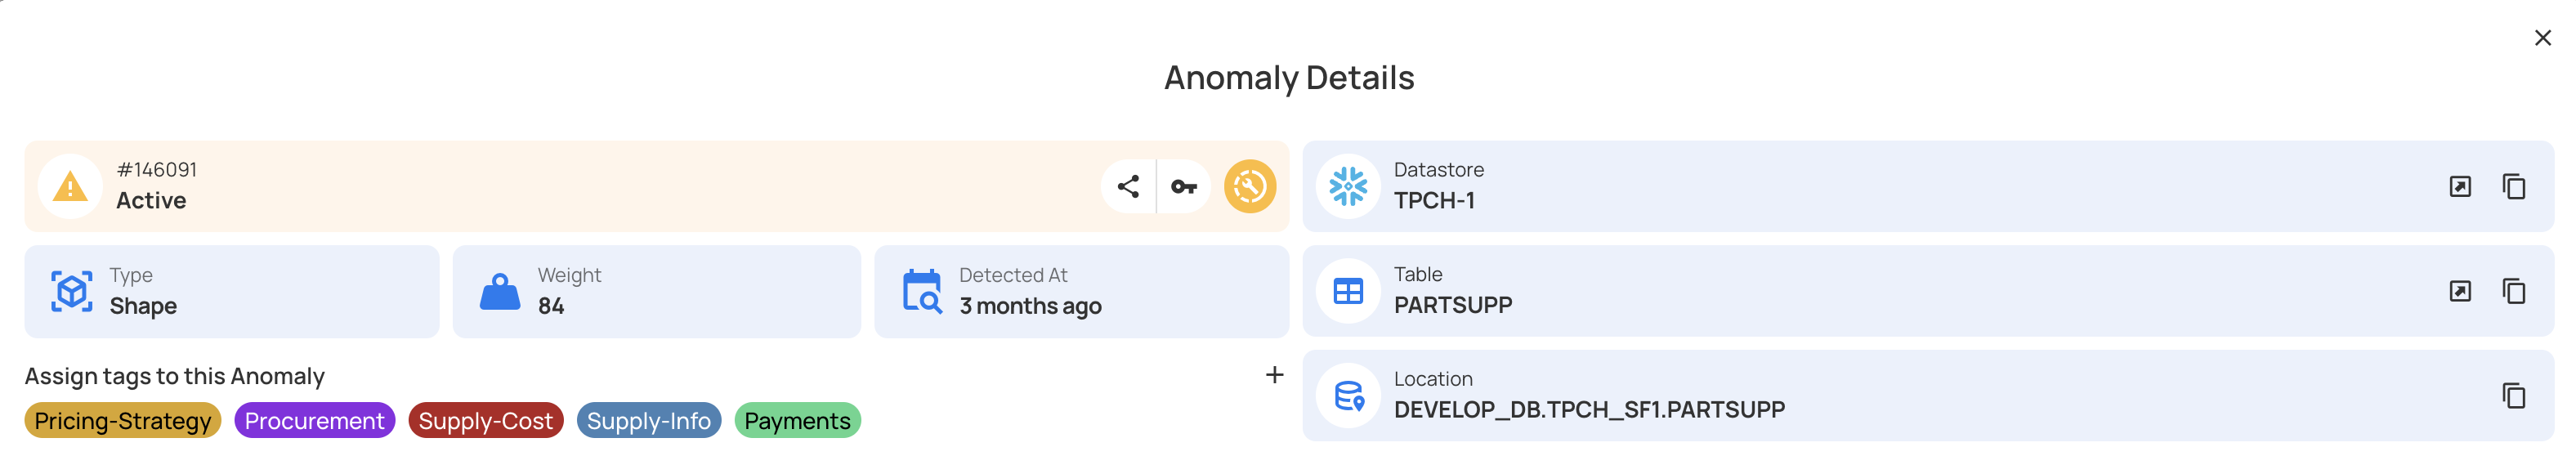 Anomaly Details
#146091
Active
Datastore
TPCH-1
Type
Shape
Weight
84
Detected At
3 months ago
Table
PARTSUPP
Assign tags to this Anomaly
Pricing-Strategy Procurement Supply-Cost Supply-Info Payments
Location
DEVELOP_DB.TPCH_SF1.PARTSUPP